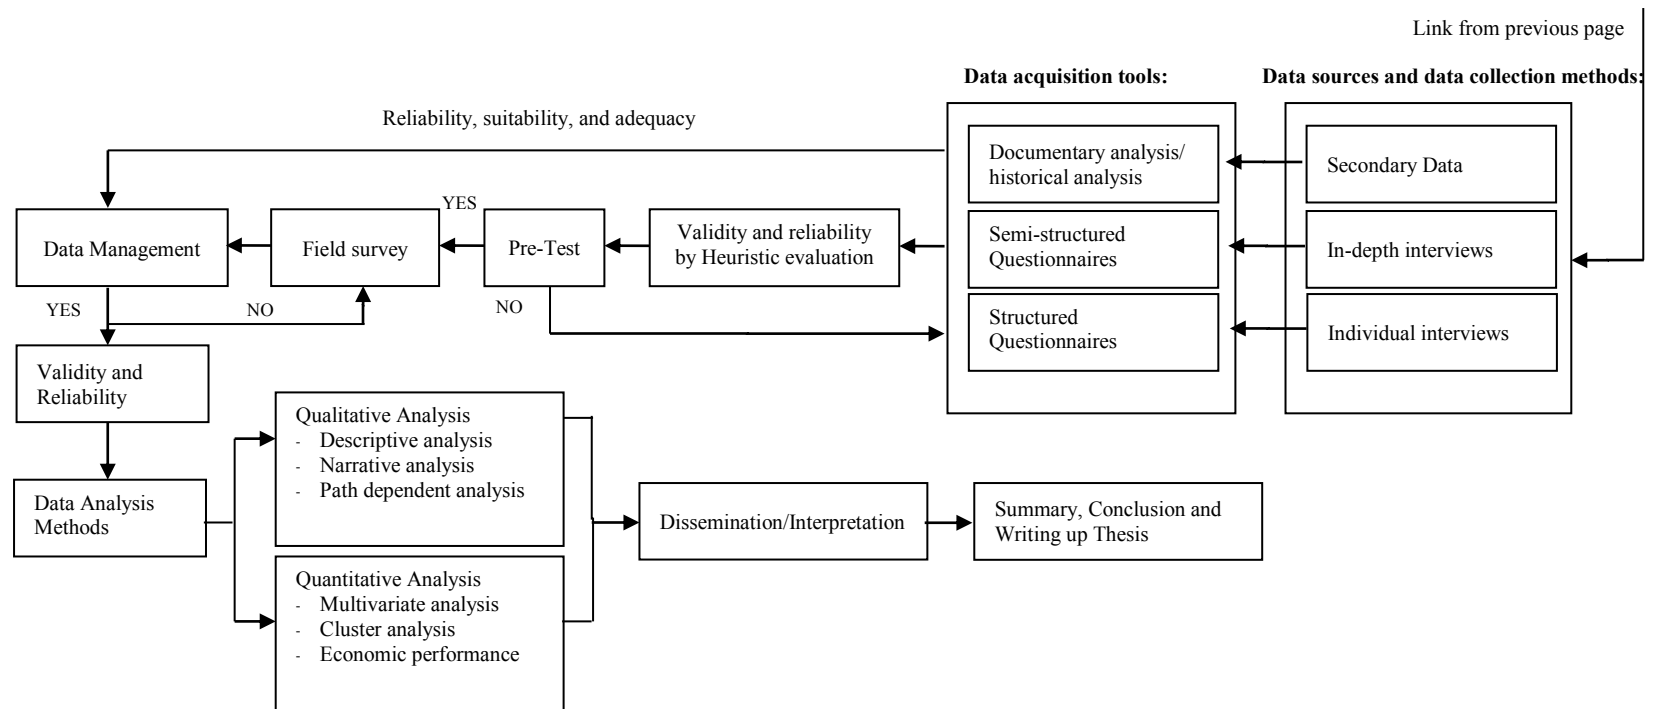 Link from previous page
Data acquisition tools:
Data sources and data collection methods:
Reliability, suitability, and adequacy
Documentary analysis/
historical analysis
Secondary Data
YES
Data Management
Field survey
Pre-Test
Validity and reliability
by Heuristic evaluation
Semi-structured
Questionnaires
In-depth interviews
YES
NO
NO
Structured
Questionnaires
Individual interviews
Validity and
Reliability
Qualitative Analysis
- Descriptive analysis
- Narrative analysis
- Path dependent analysis
Data Analysis
Methods
Dissemination/Interpretation
Summary, Conclusion and
Writing up Thesis
Quantitative Analysis
- Multivariate analysis
- Cluster analysis
- Economic performance